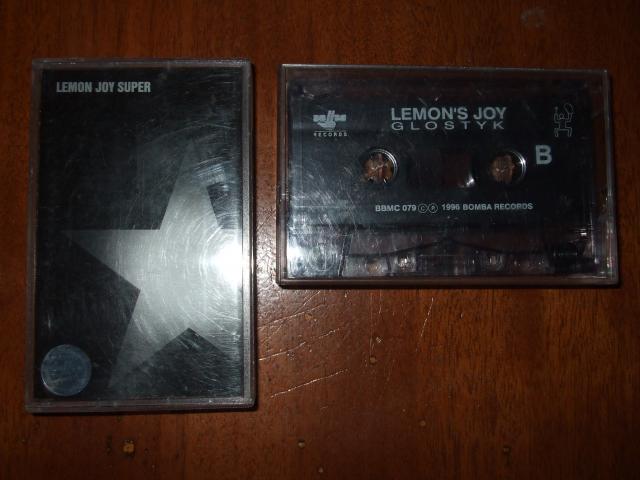 LEMON JOY SUPER
LEMON'S JOY
GLOSTYK
RECORDS
B
BBMC 079 © ℗ 1996 BOMBA RECORDS